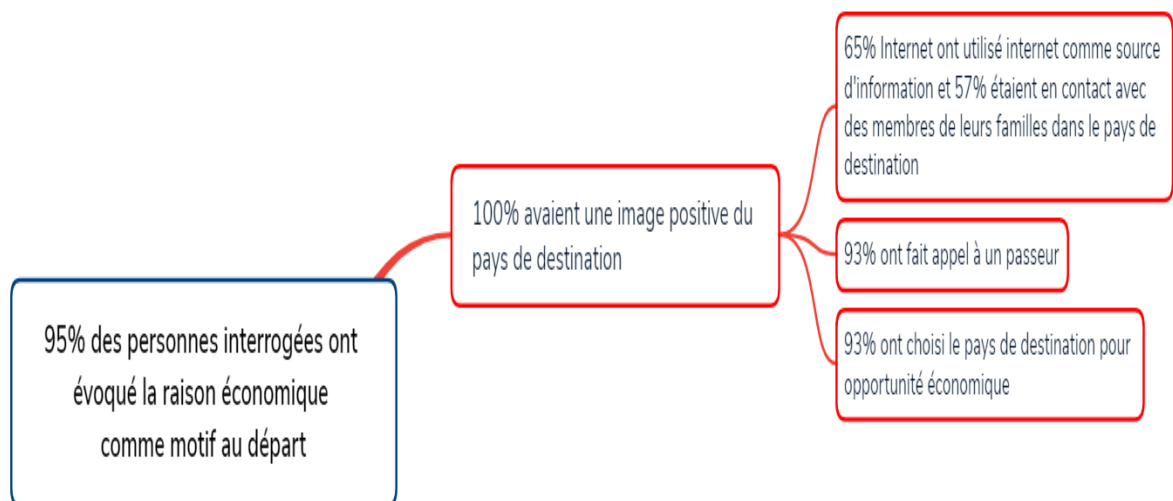 65% Internet ont utilisé internet comme source
d'information et 57% étaient en contact avec
des membres de leurs familles dans le pays de
destination
100% avaient une image positive du
pays de destination
93% ont fait appel à un passeur
93% ont choisi le pays de destination pour
opportunité économique
95% des personnes interrogées ont
évoqué la raison économique
comme motif au départ